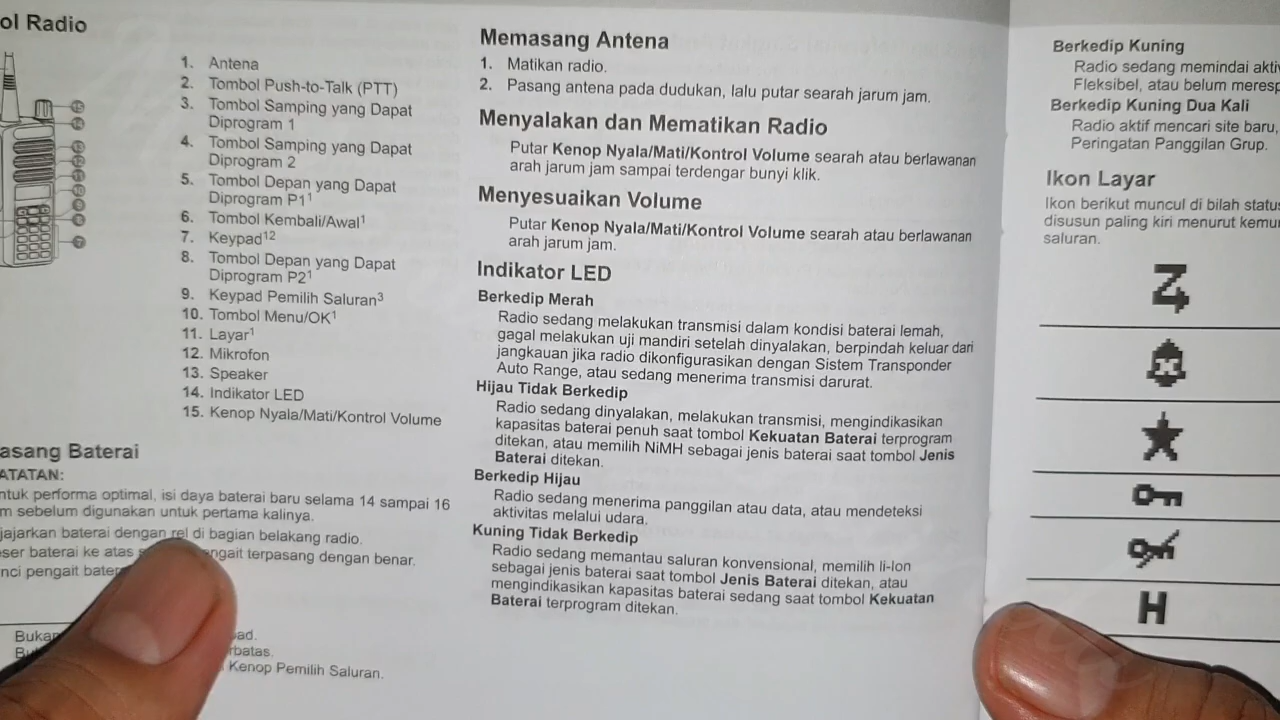 ol Radio
1. Antena
2. Tombol Push-to-Talk (PTT)
3. Tombol Samping yang Dapat
Diprogram 1
4. Tombol Samping yang Dapat
Diprogram 2
5. Tombol Depan yang Dapat
Diprogram P1¹
6. Tombol Kembali/Awal¹
7. Keypad¹²
8. Tombol Depan yang Dapat
Diprogram P2¹
9. Keypad Pemilih Saluran³
10. Tombol Menu/OK¹
11. Layar¹
12. Mikrofon
13. Speaker
14. Indikator LED
15. Kenop Nyala/Mati/Kontrol Volume
asang Baterai
ATATAN:
ntuk performa optimal, isi daya baterai baru selama 14 sampai 16
m sebelum digunakan untuk pertama kalinya.
jajarkan baterai dengan rel di bagian belakang radio.
eser baterai ke atas s ngait terpasang dengan benar.
nci pengait bater
Bukan
ad.
rbatas.
Kenop Pemilih Saluran.
Memasang Antena
1. Matikan radio.
2. Pasang antena pada dudukan, lalu putar searah jarum jam.
Menyalakan dan Mematikan Radio
Putar Kenop Nyala/Mati/Kontrol Volume searah atau berlawanan
arah jarum jam sampai terdengar bunyi klik.
Menyesuaikan Volume
Putar Kenop Nyala/Mati/Kontrol Volume searah atau berlawanan
arah jarum jam.
Indikator LED
Berkedip Merah
Radio sedang melakukan transmisi dalam kondisi baterai lemah,
gagal melakukan uji mandiri setelah dinyalakan, berpindah keluar dari
jangkauan jika radio dikonfigurasikan dengan Sistem Transponder
Auto Range, atau sedang menerima transmisi darurat.
Hijau Tidak Berkedip
Radio sedang dinyalakan, melakukan transmisi, mengindikasikan
kapasitas baterai penuh saat tombol Kekuatan Baterai terprogram
ditekan, atau memilih NiMH sebagai jenis baterai saat tombol Jenis
Baterai ditekan.
Berkedip Hijau
Radio sedang menerima panggilan atau data, atau mendeteksi
aktivitas melalui udara.
Kuning Tidak Berkedip
Radio sedang memantau saluran konvensional, memilih li-Ion
sebagai jenis baterai saat tombol Jenis Baterai ditekan, atau
mengindikasikan kapasitas baterai sedang saat tombol Kekuatan
Baterai terprogram ditekan.
Berkedip Kuning
Radio sedang memindai aktiv
Fleksibel, atau belum meresp
Berkedip Kuning Dua Kali
Radio aktif mencari site baru,
Peringatan Panggilan Grup.
Ikon Layar
Ikon berikut muncul di bilah status
disusun paling kiri menurut kemu
saluran.
H